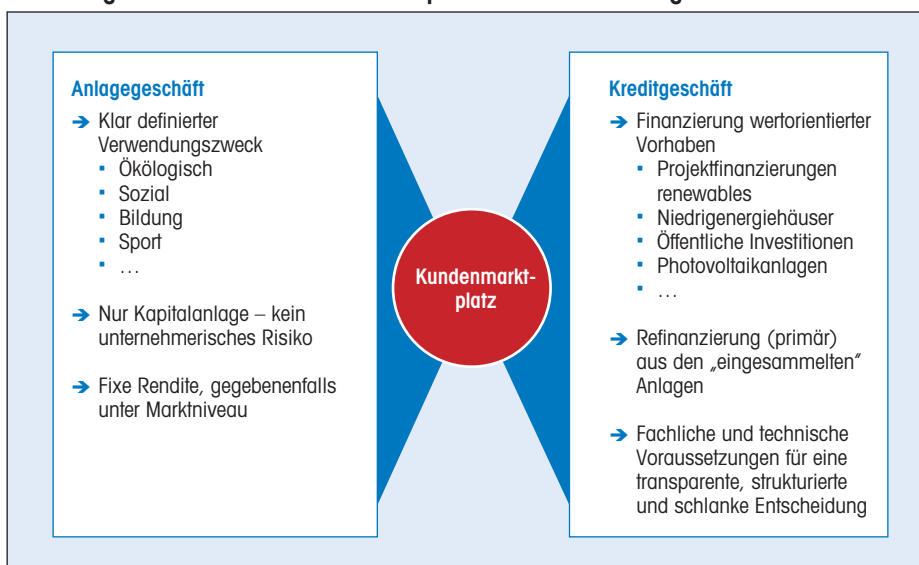 Anlagegeschäft
➔ Klar definierter
Verwendungszweck
▪ Ökölogisch
▪ Sozial
▪ Bildung
▪ Sport
▪ …
➔ Nur Kapitalanlage – kein
unternehmerisches Risiko
➔ Fixe Rendite, gegebenenfalls
unter Marktniveau
Kundenmarkt-
platz
Kreditgeschäft
➔ Finanzierung wertorientierter
Vorhaben
▪ Projektfinanzierungen
renewables
▪ Niedrigenergiehäuser
▪ Öffentliche Investitionen
▪ Photovoltaikanlagen
▪ …
➔ Refinanzierung (primär)
aus den „eingesammelten“
Anlagen
➔ Fachliche und technische
Voraussetzungen für eine
transparente, strukturierte
und schlanke Entscheidung